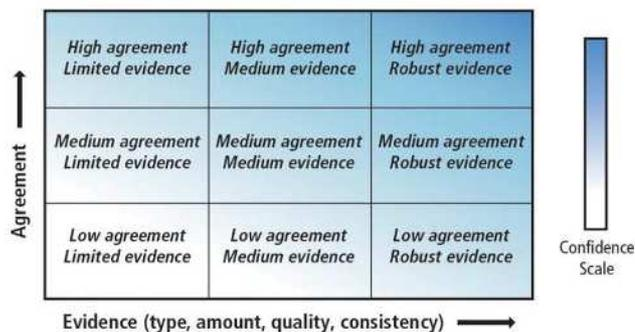 High agreement
Limited evidence
High agreement
Medium evidence
High agreement
Robust evidence
Medium agreement
Limited evidence
Medium agreement
Medium evidence
Medium agreement
Robust evidence
Low agreement
Limited evidence
Low agreement
Medium evidence
Low agreement
Robust evidence
Agreement
Evidence (type, amount, quality, consistency)
Confidence
Scale